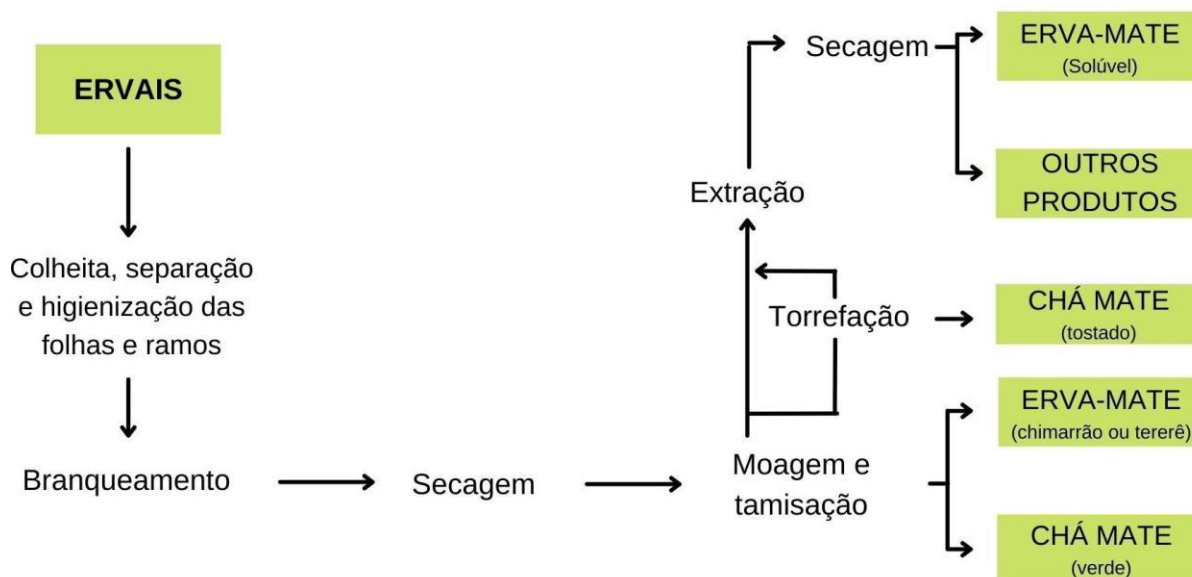 ERVAIS
Colheita, separação
e higienização das
folhas e ramos
Branqueamento
Secagem
Moagem e
tamisação
Torrefação
Extração
Secagem
ERVA-MATE
(Solúvel)
OUTROS
PRODUTOS
CHÁ MATE
(tostado)
ERVA-MATE
(chimarrão ou tererê)
CHÁ MATE
(verde)